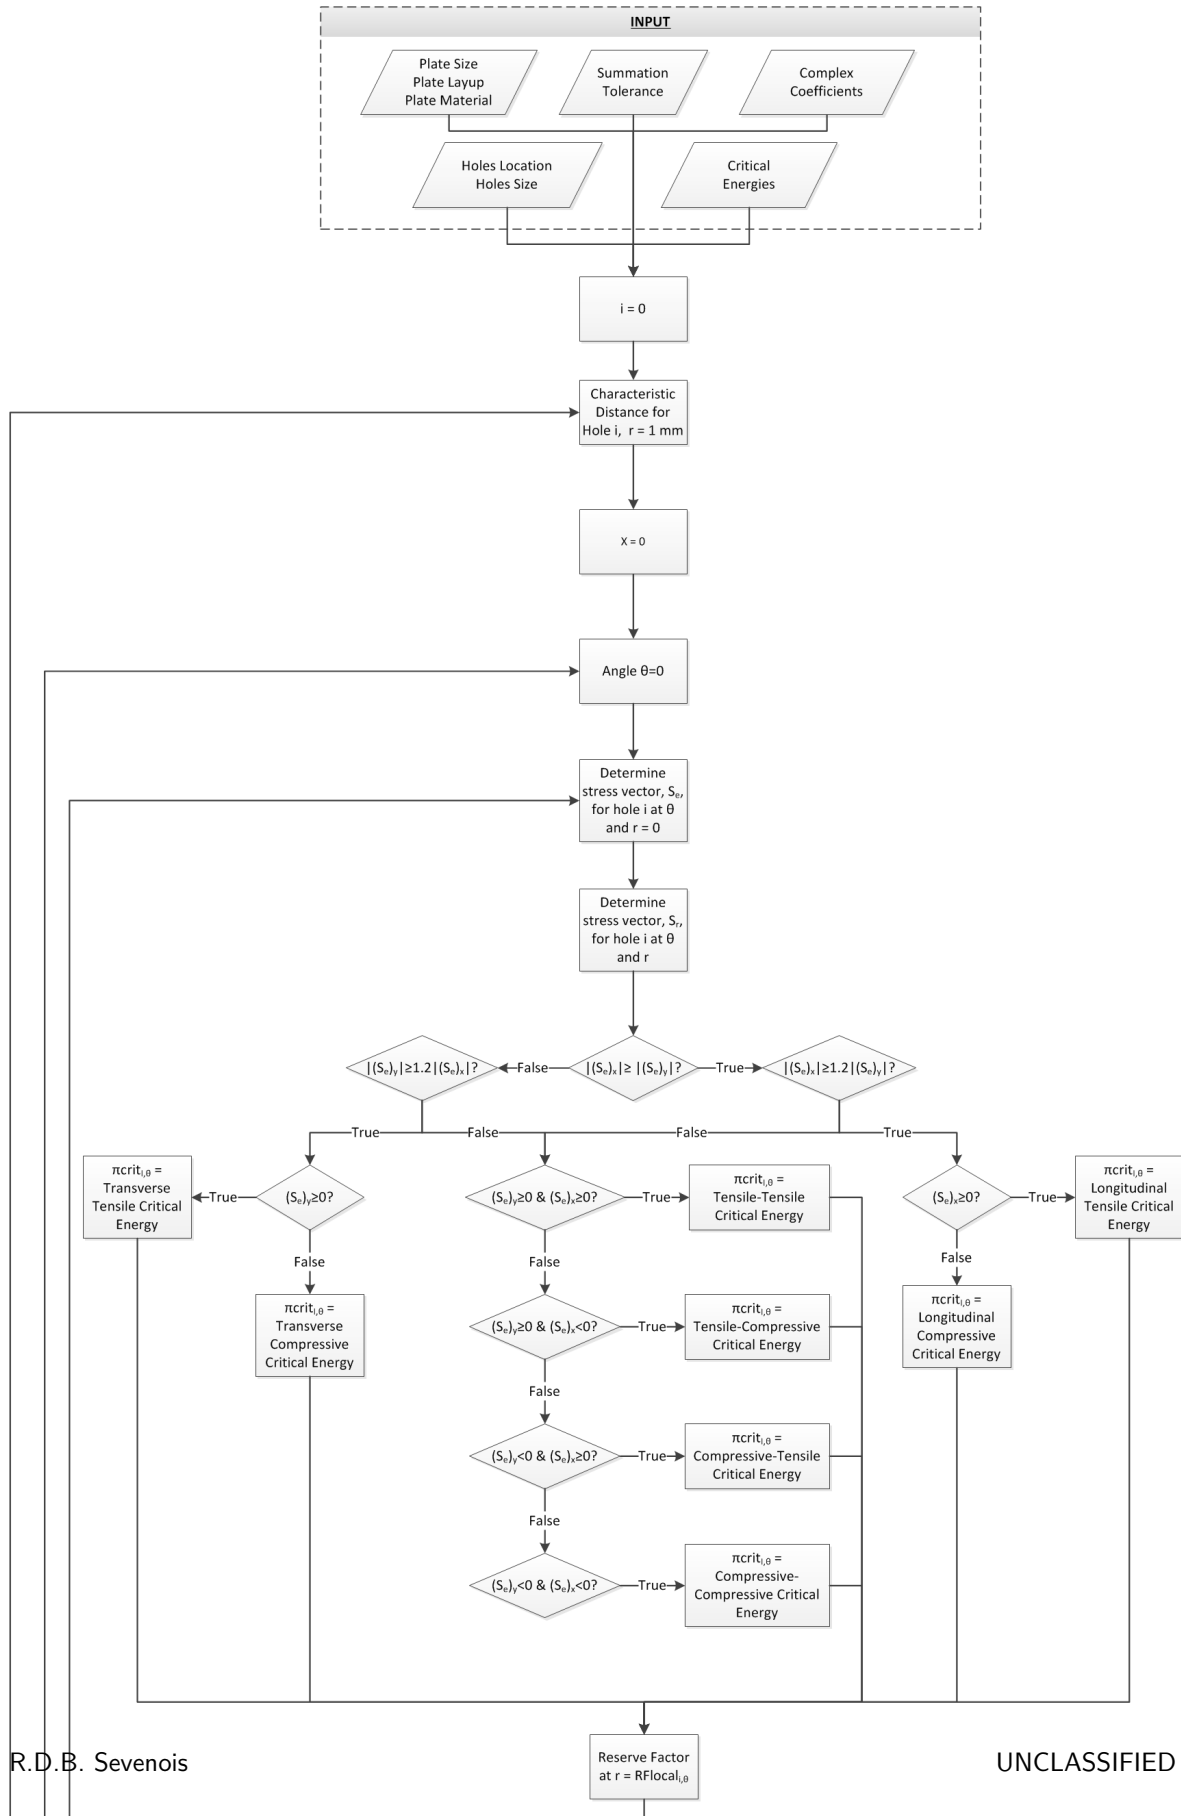 INPUT
Plate Size
Plate Layup
Plate Material
Summation
Tolerance
Complex
Coefficients
Holes Location
Holes Size
Critical
Energies
i = 0
Characteristic
Distance for
Hole i, r = 1 mm
X = 0
Angle θ=0
Determine
stress vector, Sₑ,
for hole i at θ
and r = 0
Determine
stress vector, Sᵣ,
for hole i at θ
and r
|(Sₑ)ᵧ|≥1.2|(Sₑ)ₓ|?
False
|(Sₑ)ₓ|≥ |(Sₑ)ᵧ|?
True
|(Sₑ)ₓ|≥1.2|(Sₑ)ᵧ|?
True
False
False
True
πcritᵢ,θ =
Transverse
Tensile Critical
Energy
True
(Sₑ)ᵧ≥0?
(Sₑ)ᵧ≥0 & (Sₑ)ₓ≥0?
True
πcritᵢ,θ =
Tensile-Tensile
Critical Energy
(Sₑ)ₓ≥0?
True
πcritᵢ,θ =
Longitudinal
Tensile Critical
Energy
False
False
False
πcritᵢ,θ =
Transverse
Compressive
Critical Energy
(Sₑ)ᵧ≥0 & (Sₑ)ₓ<0?
True
πcritᵢ,θ =
Tensile-Compressive
Critical Energy
πcritᵢ,θ =
Longitudinal
Compressive
Critical Energy
False
(Sₑ)ᵧ<0 & (Sₑ)ₓ≥0?
True
πcritᵢ,θ =
Compressive-Tensile
Critical Energy
False
(Sₑ)ᵧ<0 & (Sₑ)ₓ<0?
True
πcritᵢ,θ =
Compressive-
Compressive Critical
Energy
Reserve Factor
at r = RFlocalᵢ,θ
R.D.B. Sevenois
UNCLASSIFIED